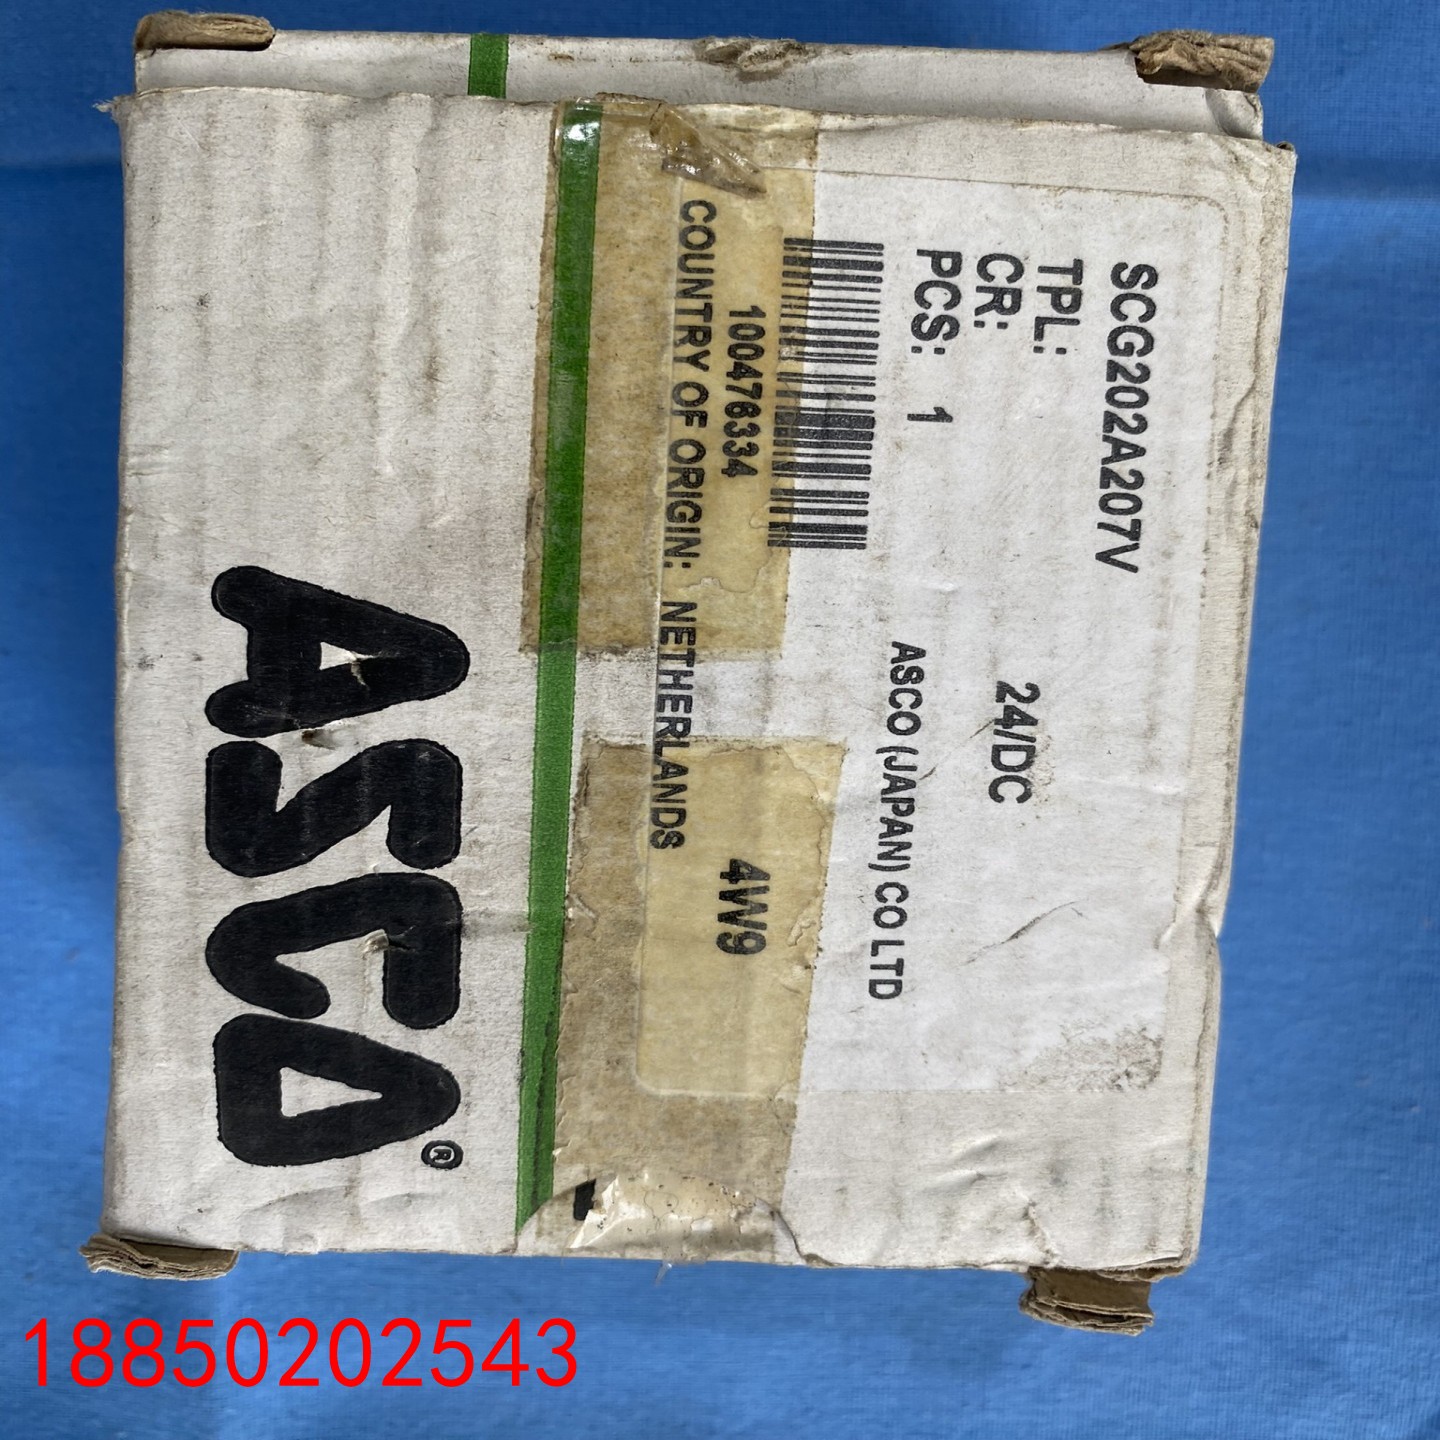 SCG202A207V
TPL: 24/DC
CR:
PCS: 1 ASCO (JAPAN) CO LTD
100476334 4W9
COUNTRY OF ORIGIN: NETHERLANDS
ASCO®
18850202543